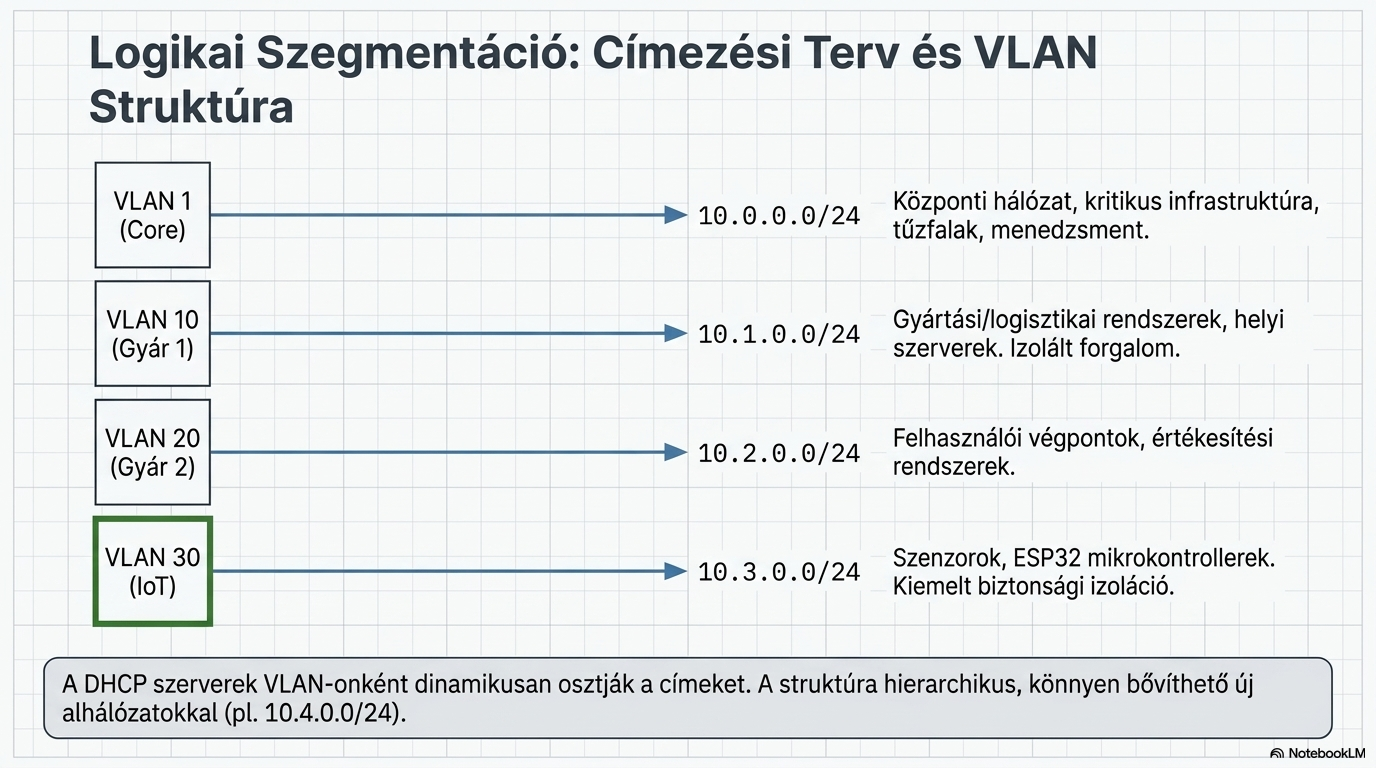 Logikai Szegmentáció: Címezési Terv és VLAN
Struktúra
VLAN 1
(Core)
10.0.0.0/24
Központi hálózat, kritikus infrastruktúra,
tűzfalak, menedzsment.
VLAN 10
(Gyár 1)
10.1.0.0/24
Gyártási/logisztikai rendszerek, helyi
szerverek. Izolált forgalom.
VLAN 20
(Gyár 2)
10.2.0.0/24
Felhasználói végpontok, értékesítési
rendszerek.
VLAN 30
(IoT)
10.3.0.0/24
Szenzorok, ESP32 mikrokontrollerek.
Kiemelt biztonsági izoláció.
A DHCP szerverek VLAN-onként dinamikusan osztják a címeket. A struktúra hierarchikus, könnyen bővíthető új
alhálózatokkal (pl. 10.4.0.0/24).
NotebookLM